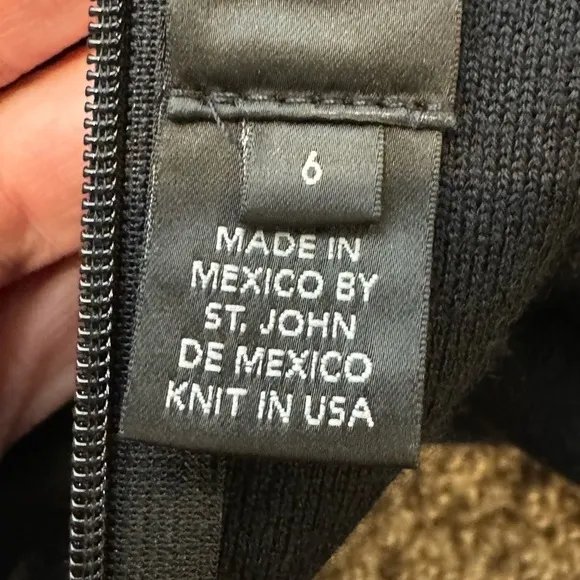 6
MADE IN
MEXICO BY
ST. JOHN
DE MEXICO
KNIT IN USA